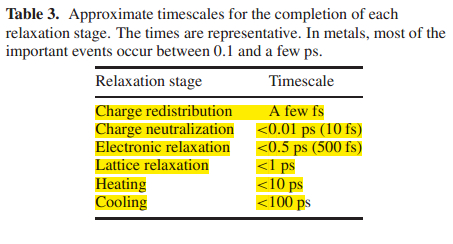 Table 3. Approximate timescales for the completion of each
relaxation stage. The times are representative. In metals, most of the
important events occur between 0.1 and a few ps.
Relaxation stage Timescale
Charge redistribution A few fs
Charge neutralization <0.01 ps (10 fs)
Electronic relaxation <0.5 ps (500 fs)
Lattice relaxation <1 ps
Heating <10 ps
Cooling <100 ps